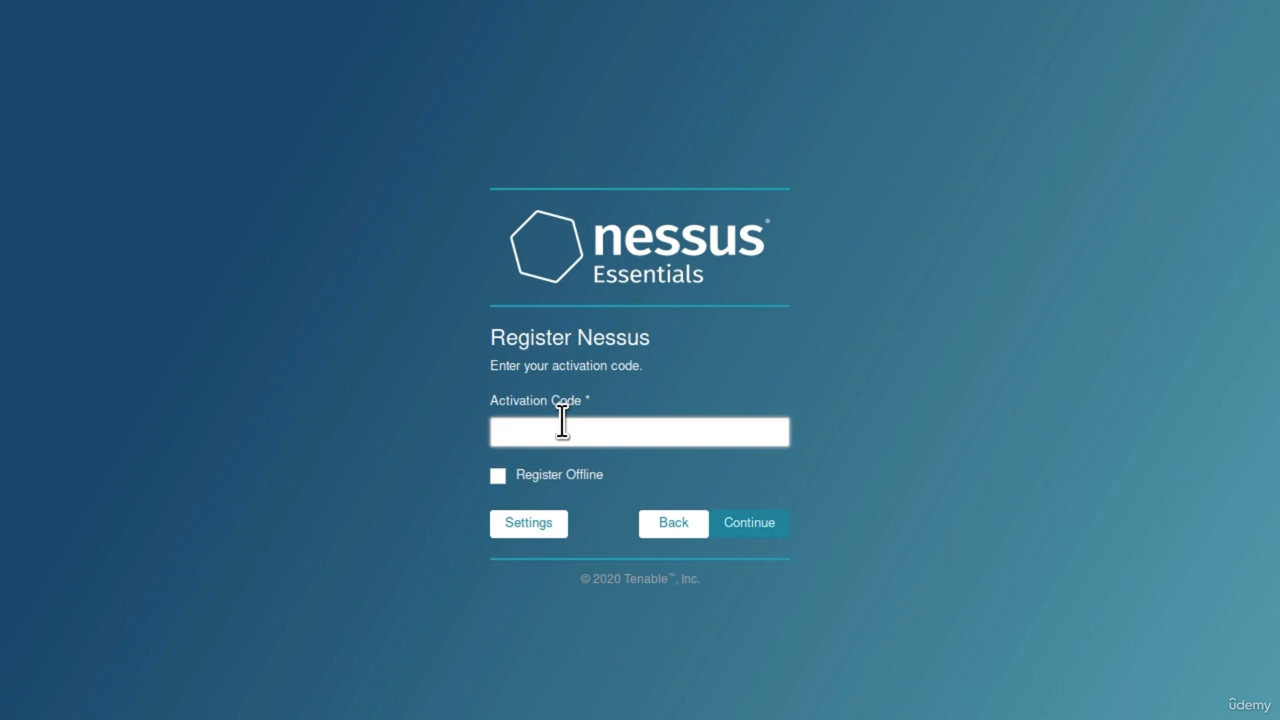 nessus®
Essentials
Register Nessus
Enter your activation code.
Activation Code *
Register Offline
Settings
Back
Continue
© 2020 Tenable™, Inc.
ûdemy